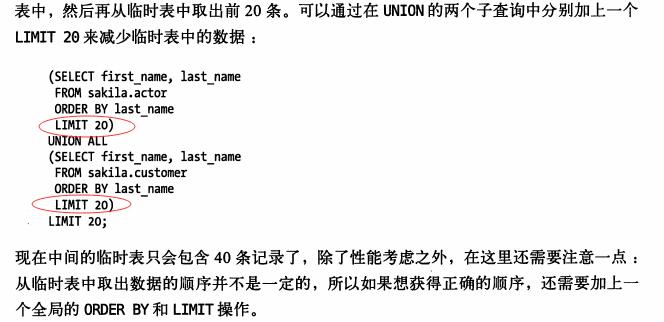 表中，然后再从临时表中取出前 20 条。可以通过在 UNION 的两个子查询中分别加上一个
LIMIT 20 来减少临时表中的数据：
(SELECT first_name, last_name
FROM sakila.actor
ORDER BY last_name
LIMIT 20)
UNION ALL
(SELECT first_name, last_name
FROM sakila.customer
ORDER BY last_name
LIMIT 20)
LIMIT 20;
现在中间的临时表只会包含 40 条记录了，除了性能考虑之外，在这里还需要注意一点：
从临时表中取出数据的顺序并不是一定的，所以如果想获得正确的顺序，还需要加上一
个全局的 ORDER BY 和 LIMIT 操作。